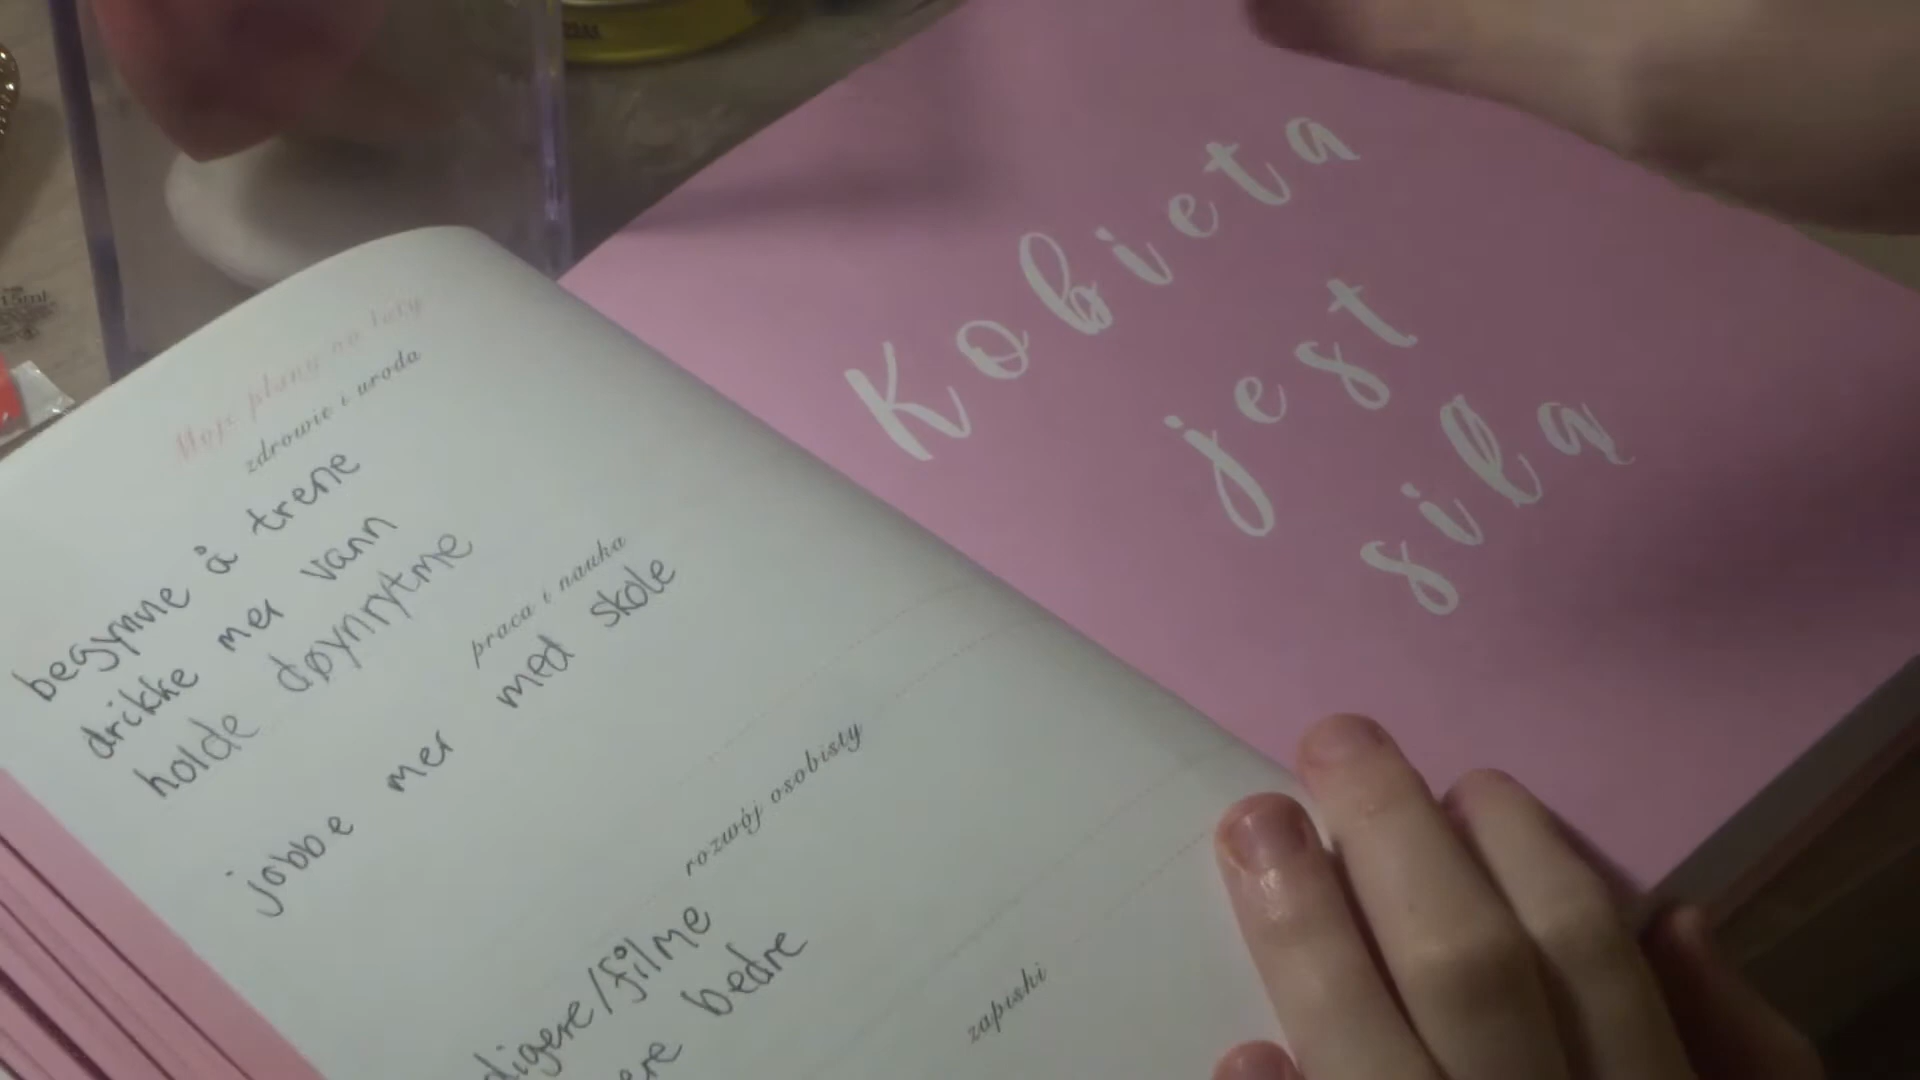 Moje plany na luty
zdrowie i uroda
begynne å trene
drikke mer vann
holde døynrytme
praca i nauka
jobbe mer med skole
rozwój osobisty
digere/filme
bedre
zapiski
Kobieta
jest
siłą